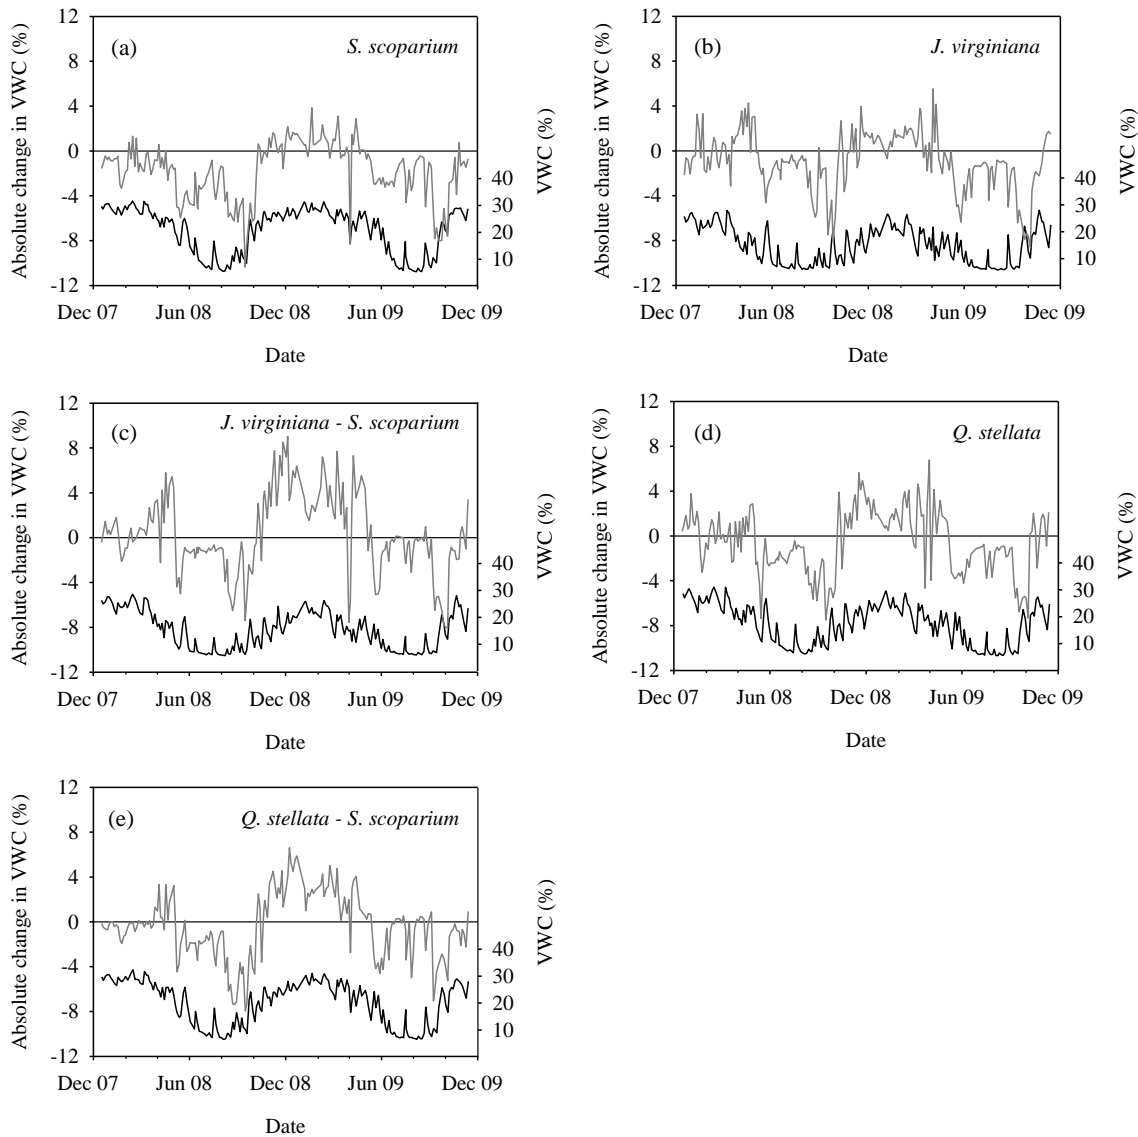 12
8
4
0
-4
-8
-12
Absolute change in VWC (%)
(a)
S. scoparium
40
30
20
10
VWC (%)
Dec 07
Jun 08
Dec 08
Jun 09
Dec 09
Date
12
8
4
0
-4
-8
-12
Absolute change in VWC (%)
(b)
J. virginiana
40
30
20
10
VWC (%)
Dec 07
Jun 08
Dec 08
Jun 09
Dec 09
Date
12
8
4
0
-4
-8
-12
Absolute change in VWC (%)
(c)
J. virginiana - S. scoparium
40
30
20
10
VWC (%)
Dec 07
Jun 08
Dec 08
Jun 09
Dec 09
Date
12
8
4
0
-4
-8
-12
Absolute change in VWC (%)
(d)
Q. stellata
40
30
20
10
VWC (%)
Dec 07
Jun 08
Dec 08
Jun 09
Dec 09
Date
12
8
4
0
-4
-8
-12
Absolute change in VWC (%)
(e)
Q. stellata - S. scoparium
40
30
20
10
VWC (%)
Dec 07
Jun 08
Dec 08
Jun 09
Dec 09
Date